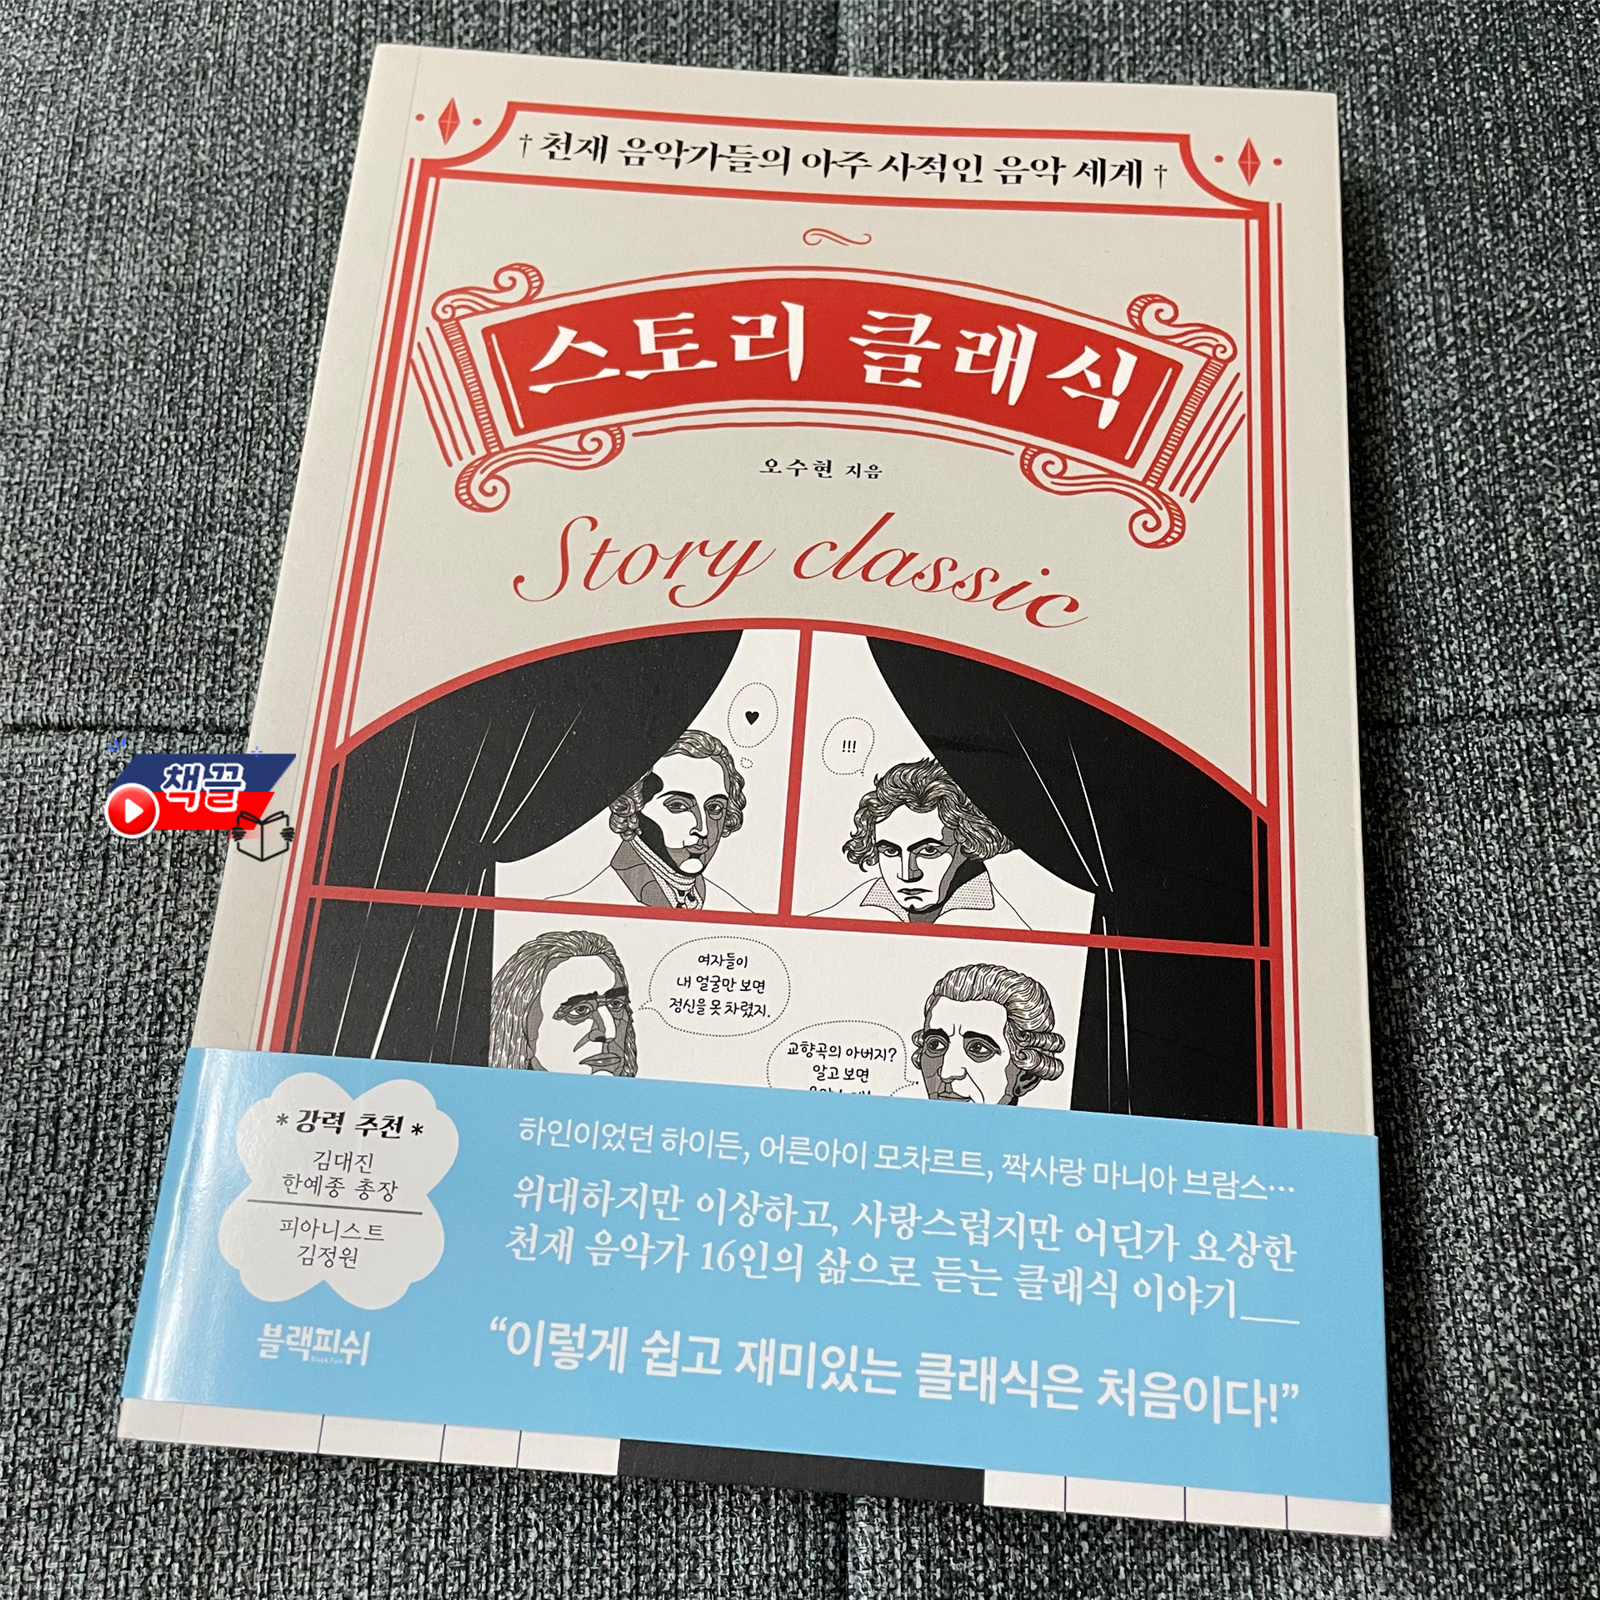 † 천재 음악가들의 아주 사적인 음악 세계 †
스토리 클래식
오수현 지음
Story classic
!!!
책끌
여자들이
내 얼굴만 보면
정신을 못 차렸지.
교향곡의 아버지?
알고 보면
* 강력 추천 *
김대진
한예종 총장
피아니스트
김정원
블랙피쉬
Black Fish
하인이었던 하이든, 어른아이 모차르트, 짝사랑 마니아 브람스…
위대하지만 이상하고, 사랑스럽지만 어딘가 요상한
천재 음악가 16인의 삶으로 듣는 클래식 이야기__
“이렇게 쉽고 재미있는 클래식은 처음이다!”